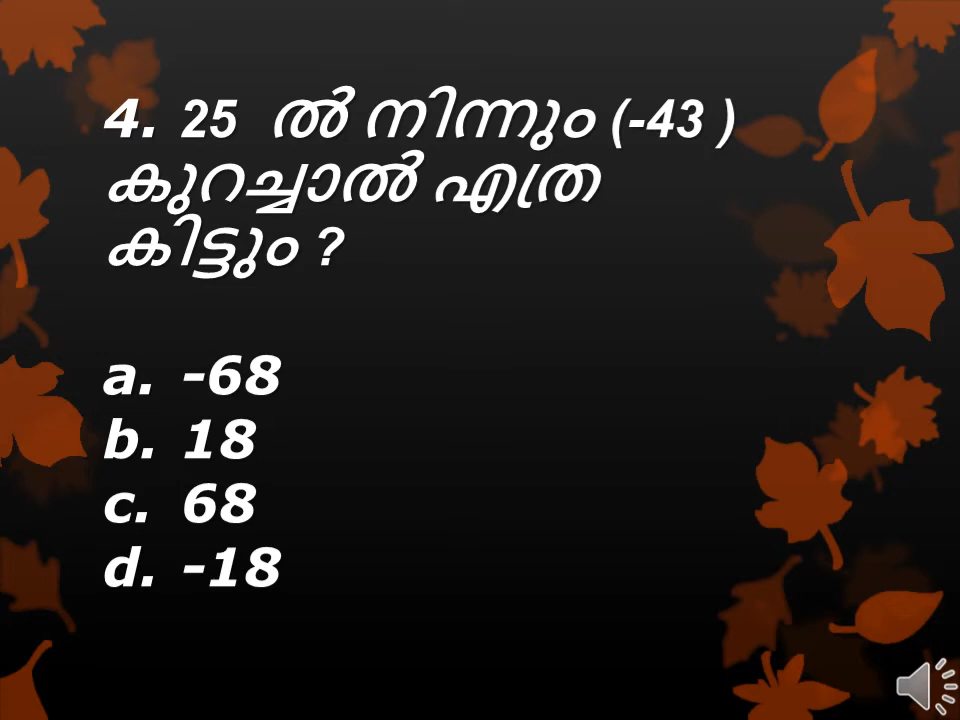 4. 25 ൽ നിന്നും (-43 )
കുറച്ചാൽ എത്ര
കിട്ടും ?
a. -68
b. 18
c. 68
d. -18